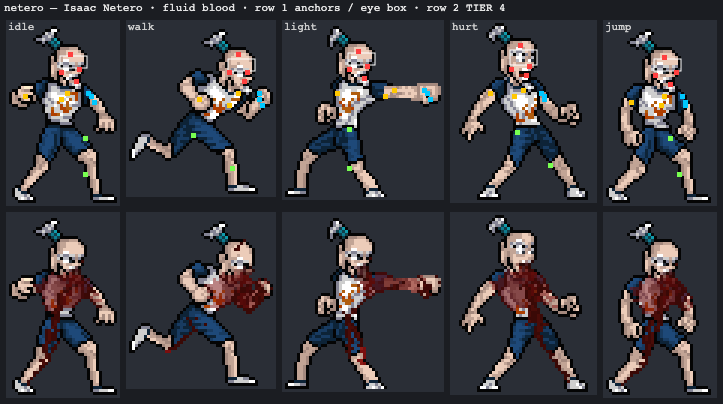 netero — Isaac Netero · fluid blood · row 1 anchors / eye box · row 2 TIER 4
idle walk light hurt jump